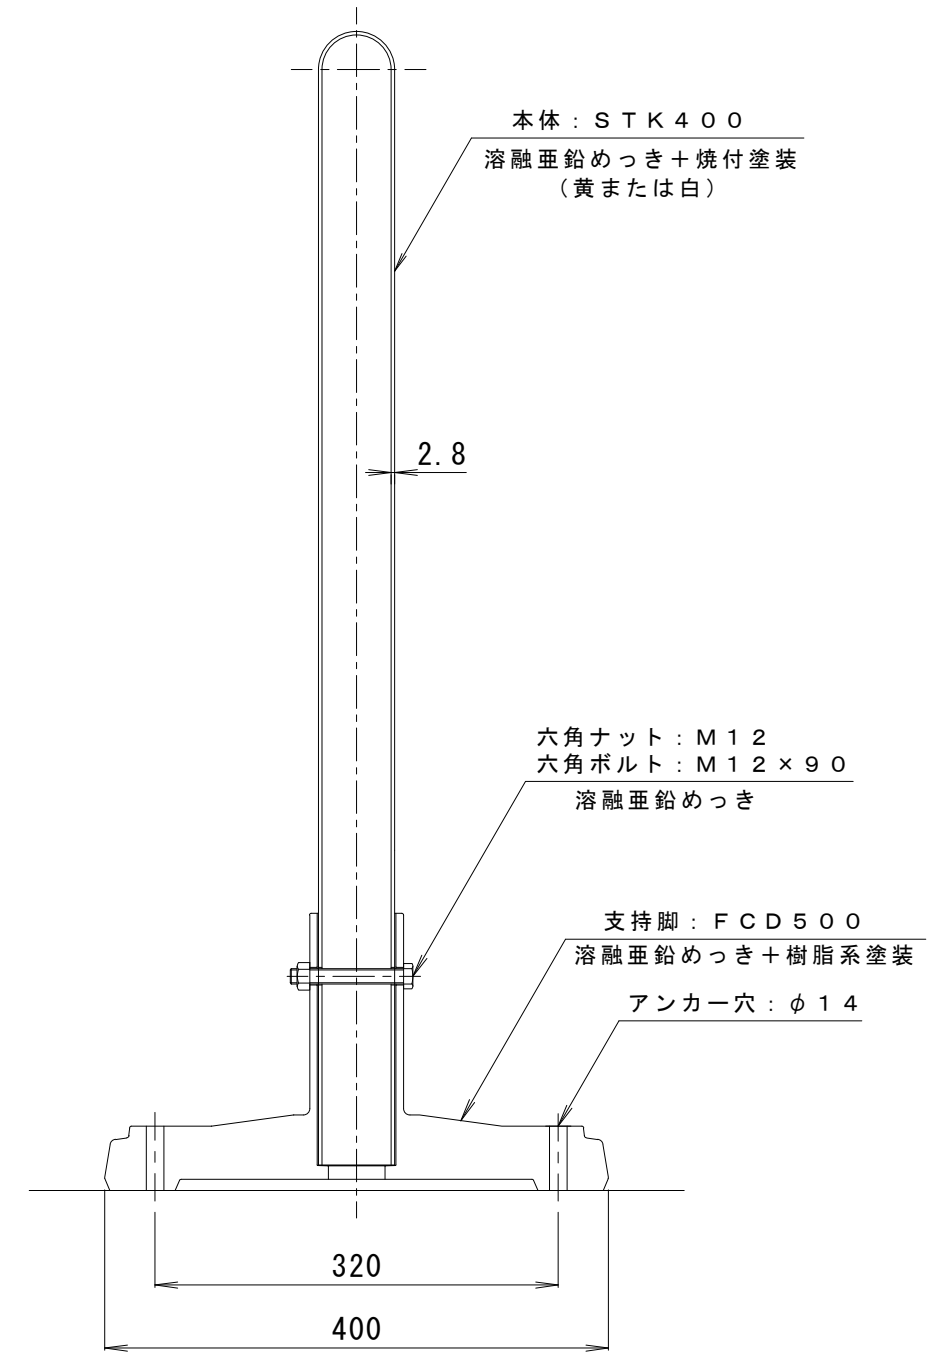 本体：ＳＴＫ４００
溶融亜鉛めっき＋焼付塗装
（黄または白）
2.8
六角ナット：Ｍ１２
六角ボルト：Ｍ１２×９０
溶融亜鉛めっき
支持脚：ＦＣＤ５００
溶融亜鉛めっき＋樹脂系塗装
アンカー穴：φ１４
320
400